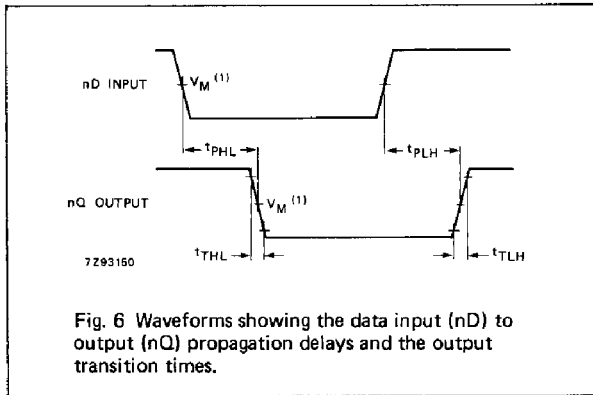 nD INPUT
VM (1)
tPHL
tPLH
nQ OUTPUT
VM (1)
tTHL
tTLH
7Z93160
Fig. 6 Waveforms showing the data input (nD) to
output (nQ) propagation delays and the output
transition times.